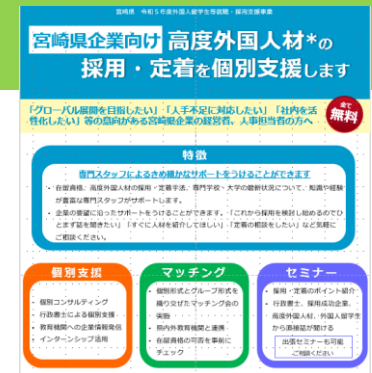 宮崎県 令和5年度外国人留学生等就職・採用支援事業
宮崎県企業向け 高度外国人材*の
採用・定着を個別支援します
「グローバル展開を目指したい」「人手不足に対応したい」「社内を活
性化したい」等の意向がある宮崎県企業の経営者、人事担当者の方へ
全て
無料
特徴
専門スタッフによるきめ細かなサポートをうけることができます
・在留資格、高度外国人材の採用・定着手法、専門学校・大学の最新状況について、知識や経験
が豊富な専門スタッフがサポートします。
・企業の要望に沿ったサポートをうけることができます。「これから採用を検討し始めるのでひ
とまず話を聞きたい」「すぐに人材を紹介してほしい」「定着の相談をしたい」など気軽に
ご相談ください。
個別支援
・個別コンサルティング
・行政書士による個別支援
・教育機関への企業情報発信
・インターンシップ活用
マッチング
・個別形式とグループ形式を
織り交ぜたマッチング会の
実施
・県内外教育機関と連携
・在留資格の可否を事前に
チェック
セミナー
・採用・定着のポイント紹介
・行政書士、採用成功企業、
高度外国人材、外国人留学生
から直接話が聞ける
出張セミナーも可能
ご相談ください